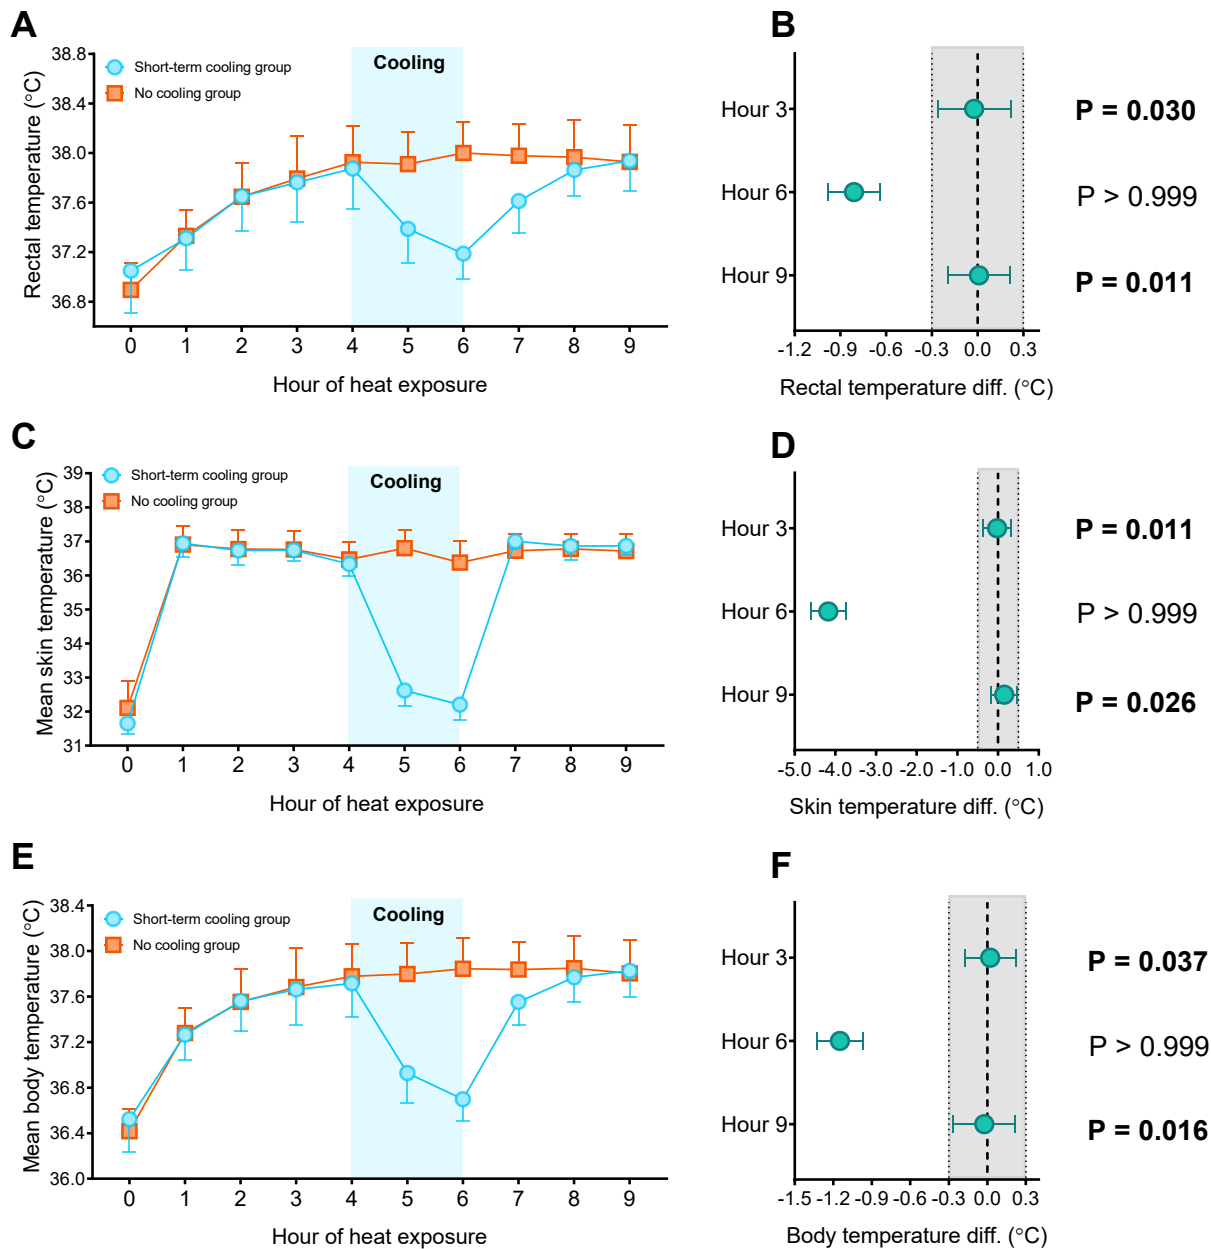 A
38.8
38.4
38.0
37.6
37.2
36.8
Rectal temperature (°C)
Short-term cooling group
No cooling group
Cooling
0 1 2 3 4 5 6 7 8 9
Hour of heat exposure
B
Hour 3
Hour 6
Hour 9
P = 0.030
P > 0.999
P = 0.011
-1.2 -0.9 -0.6 -0.3 0.0 0.3
Rectal temperature diff. (°C)
C
39
38
37
36
35
34
33
32
31
Mean skin temperature (°C)
Short-term cooling group
No cooling group
Cooling
0 1 2 3 4 5 6 7 8 9
Hour of heat exposure
D
Hour 3
Hour 6
Hour 9
P = 0.011
P > 0.999
P = 0.026
-5.0 -4.0 -3.0 -2.0 -1.0 0.0 1.0
Skin temperature diff. (°C)
E
38.4
38.0
37.6
37.2
36.8
36.4
36.0
Mean body temperature (°C)
Short-term cooling group
No cooling group
Cooling
0 1 2 3 4 5 6 7 8 9
Hour of heat exposure
F
Hour 3
Hour 6
Hour 9
P = 0.037
P > 0.999
P = 0.016
-1.5 -1.2 -0.9 -0.6 -0.3 0.0 0.3
Body temperature diff. (°C)